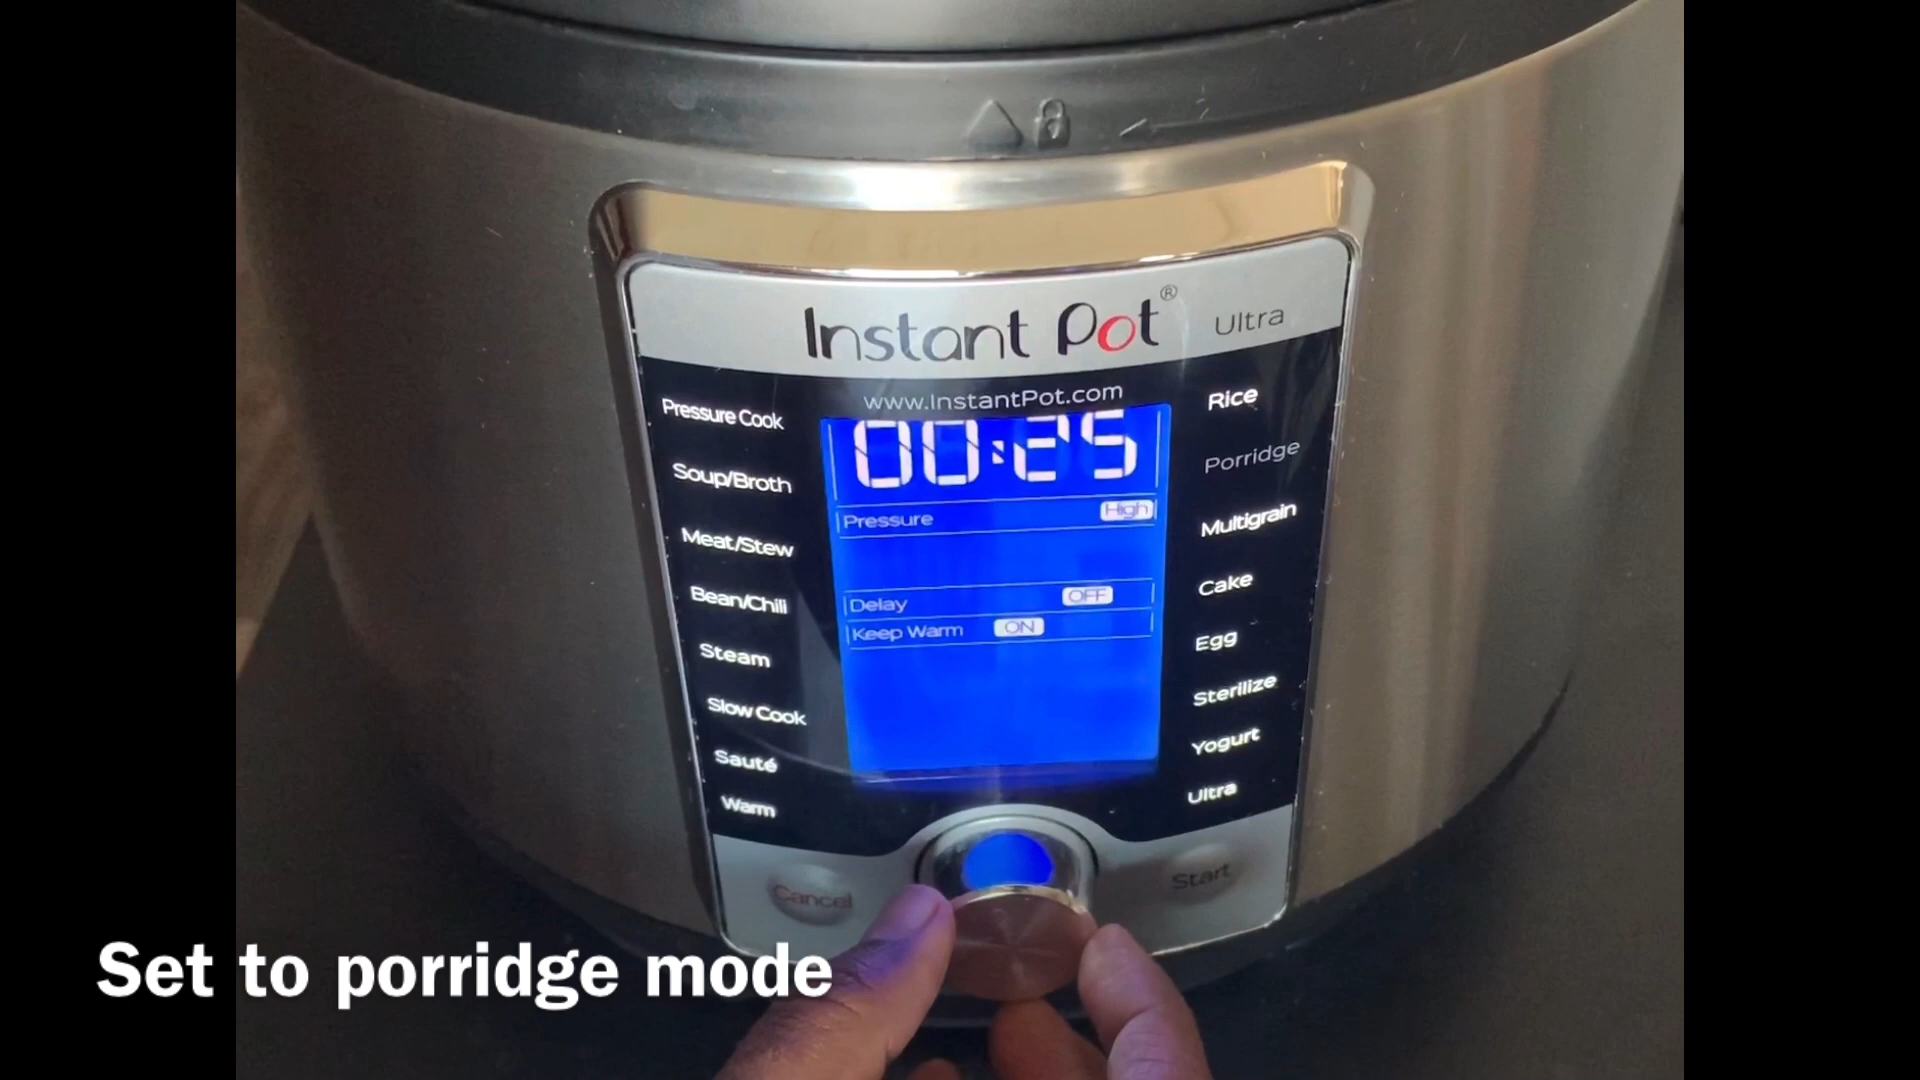 Instant Pot® Ultra
www.InstantPot.com
Pressure Cook
Soup/Broth
Meat/Stew
Bean/Chili
Steam
Slow Cook
Sauté
Warm
00:25
Pressure High
Delay OFF
Keep Warm ON
Rice
Porridge
Multigrain
Cake
Egg
Sterilize
Yogurt
Ultra
Cancel
Start
Set to porridge mode